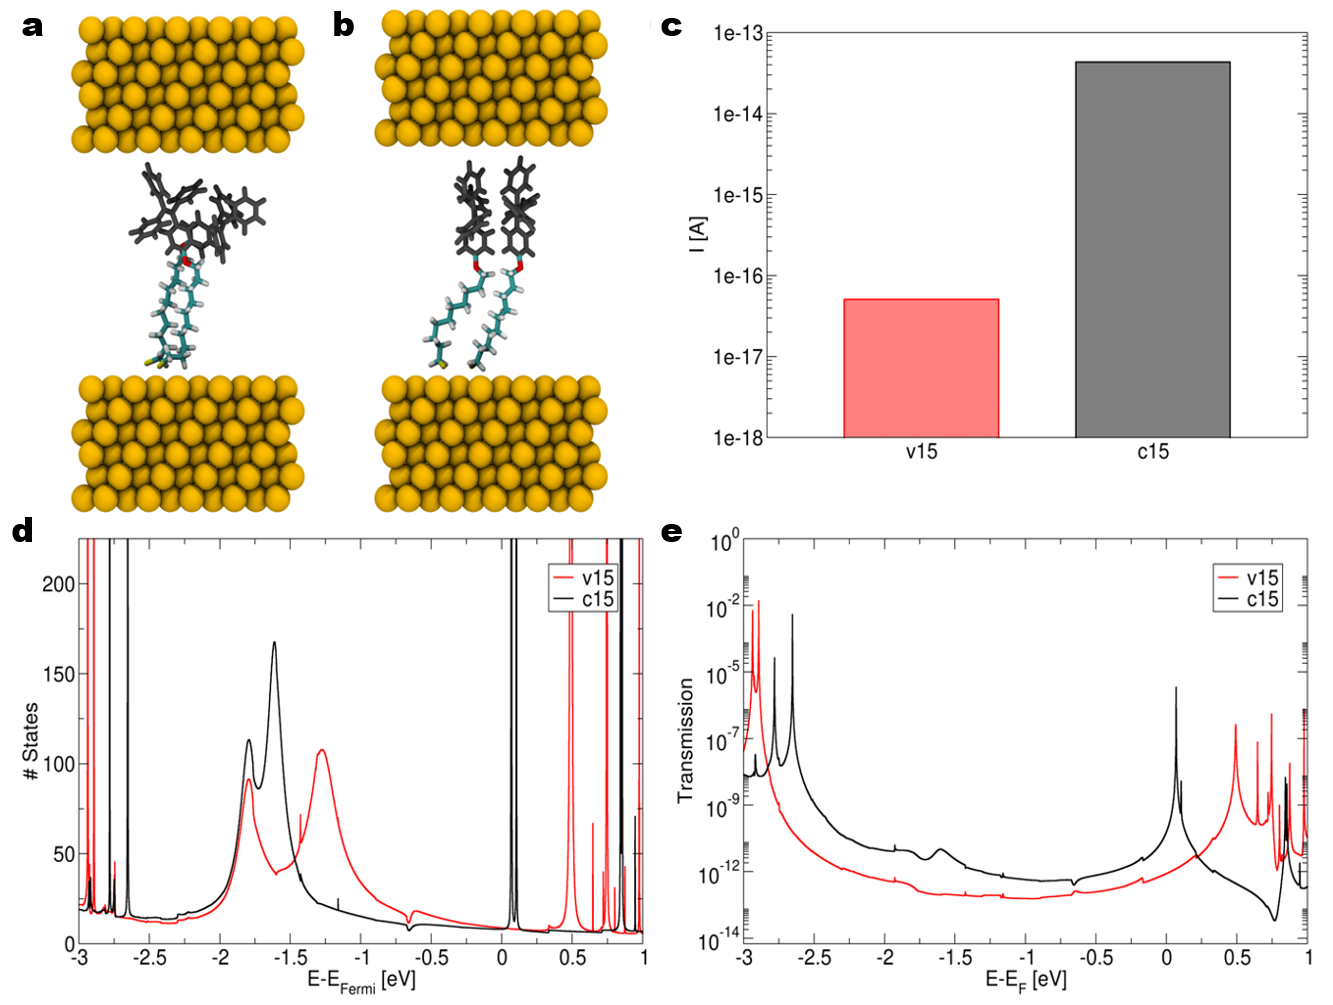 a
b
c
1e-13
1e-14
1e-15
1e-16
1e-17
1e-18
I [A]
v15
c15
d
200
150
100
50
0
# States
v15
c15
-3
-2.5
-2
-1.5
-1
-0.5
0
0.5
1
E-E_Fermi [eV]
e
10^0
10^-2
10^-5
10^-7
10^-9
10^-12
10^-14
Transmission
v15
c15
-3
-2.5
-2
-1.5
-1
-0.5
0
0.5
1
E-E_F [eV]